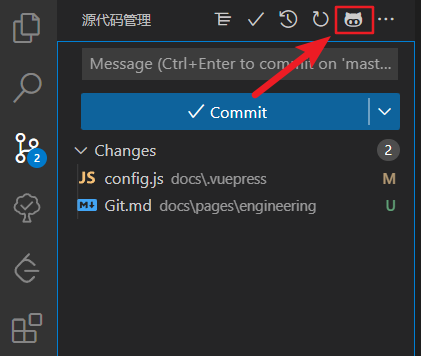 源代码管理
Message (Ctrl+Enter to commit on 'mast...
Commit
Changes 2
JS config.js docs\.vuepress M
Git.md docs\pages\engineering U
2